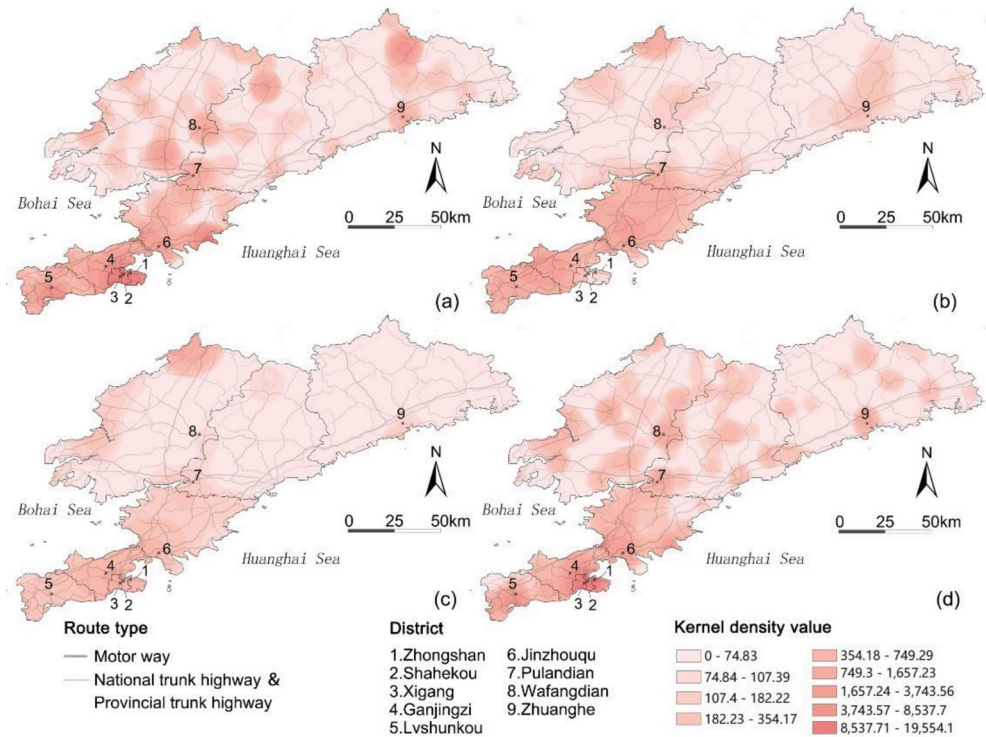 8
9
7
N
Bohai Sea
0 25 50km
6
Huanghai Sea
5
4
1
3 2
(a)
8
9
7
N
Bohai Sea
0 25 50km
6
Huanghai Sea
5
4
1
3 2
(b)
8
9
7
N
Bohai Sea
0 25 50km
6
Huanghai Sea
5
4
1
3 2
(c)
8
9
7
N
Bohai Sea
0 25 50km
6
Huanghai Sea
5
4
1
3 2
(d)
Route type
Motor way
National trunk highway &
Provincial trunk highway
District
1.Zhongshan
2.Shahekou
3.Xigang
4.Ganjingzi
5.Lvshunkou
6.Jinzhouqu
7.Pulandian
8.Wafangdian
9.Zhuanghe
Kernel density value
0 - 74.83
74.84 - 107.39
107.4 - 182.22
182.23 - 354.17
354.18 - 749.29
749.3 - 1,657.23
1,657.24 - 3,743.56
3,743.57 - 8,537.7
8,537.71 - 19,554.1